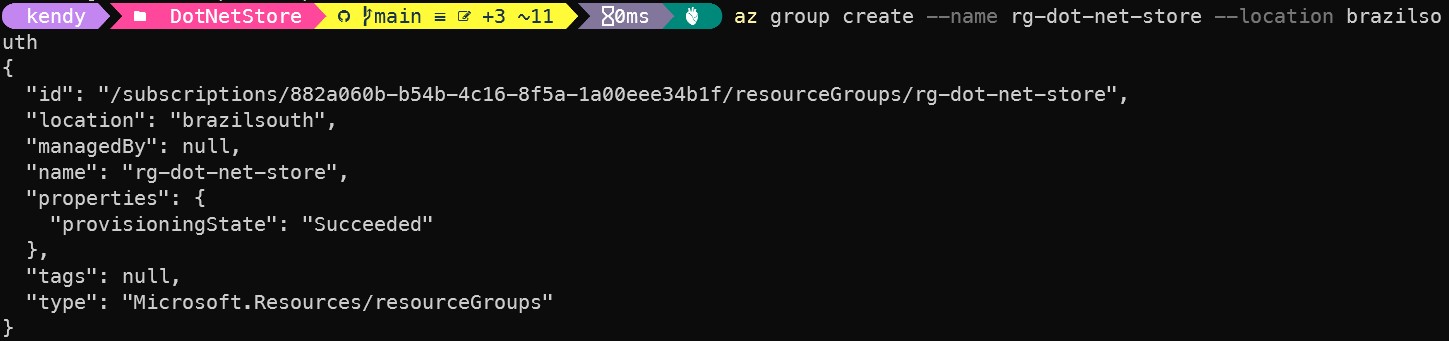 kendy DotNetStore main ≡ +3 ~11 0ms az group create --name rg-dot-net-store --location brazilso
uth
{
  "id": "/subscriptions/882a060b-b54b-4c16-8f5a-1a00eee34b1f/resourceGroups/rg-dot-net-store",
  "location": "brazilsouth",
  "managedBy": null,
  "name": "rg-dot-net-store",
  "properties": {
    "provisioningState": "Succeeded"
  },
  "tags": null,
  "type": "Microsoft.Resources/resourceGroups"
}